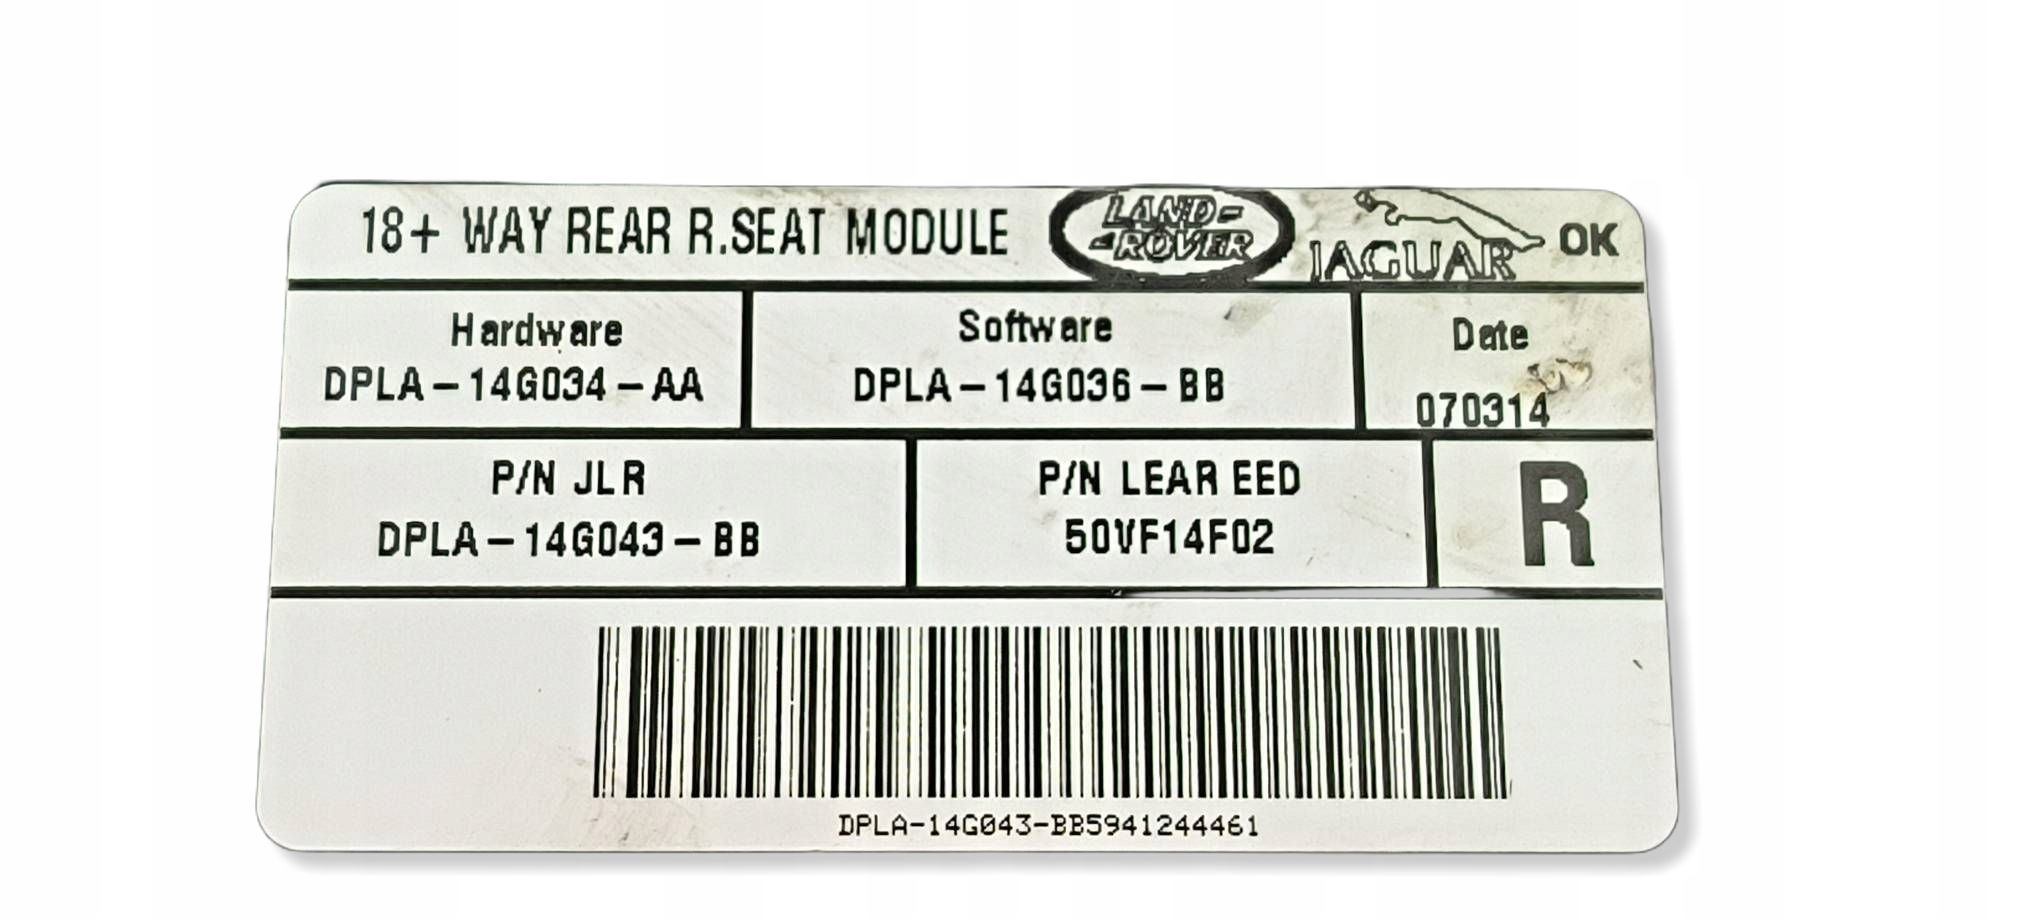 18+ WAY REAR R.SEAT MODULE LAND- -ROVER JAGUAR OK
Hardware Software Date
DPLA-14G034-AA DPLA-14G036-BB 070314
P/N JLR P/N LEAR EED R
DPLA-14G043-BB 50VF14F02
DPLA-14G043-BB5941244461